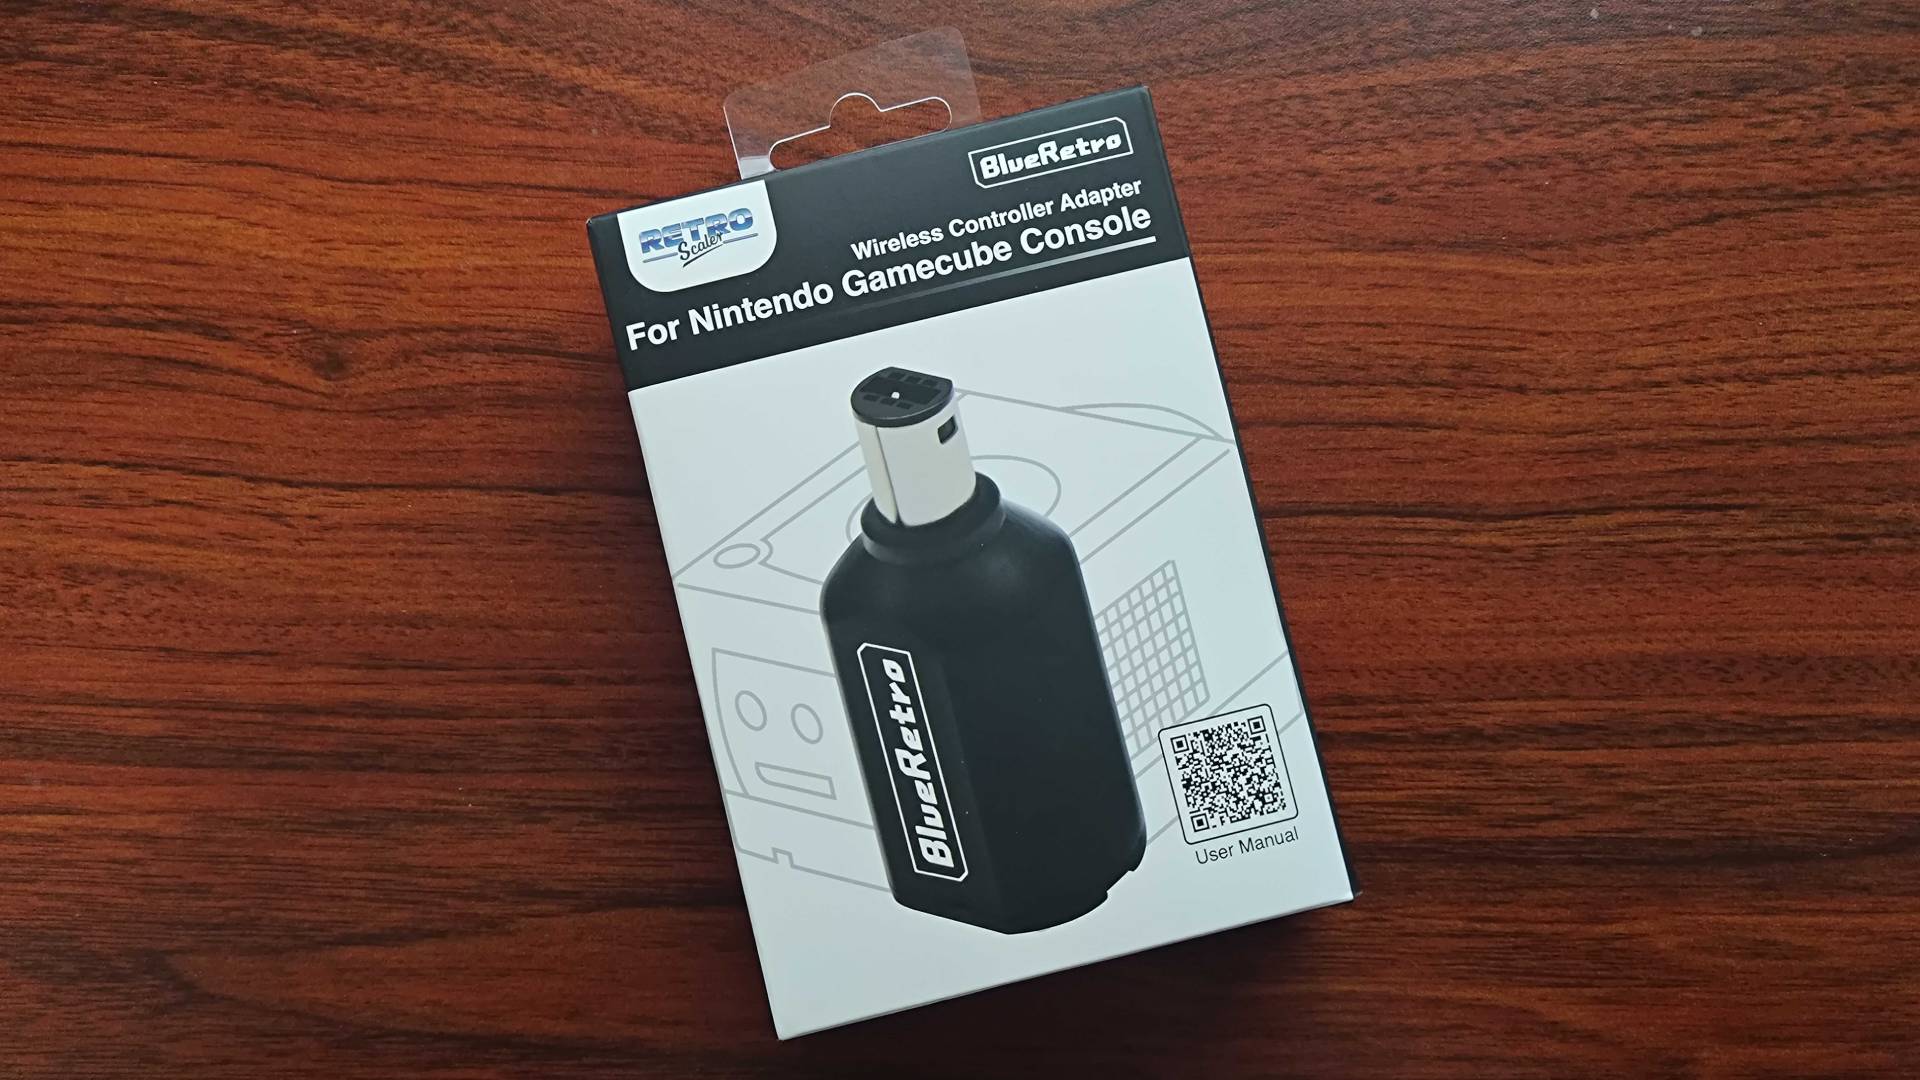 BlueRetro
RETRO
Scaler
Wireless Controller Adapter
For Nintendo Gamecube Console
BlueRetro
User Manual